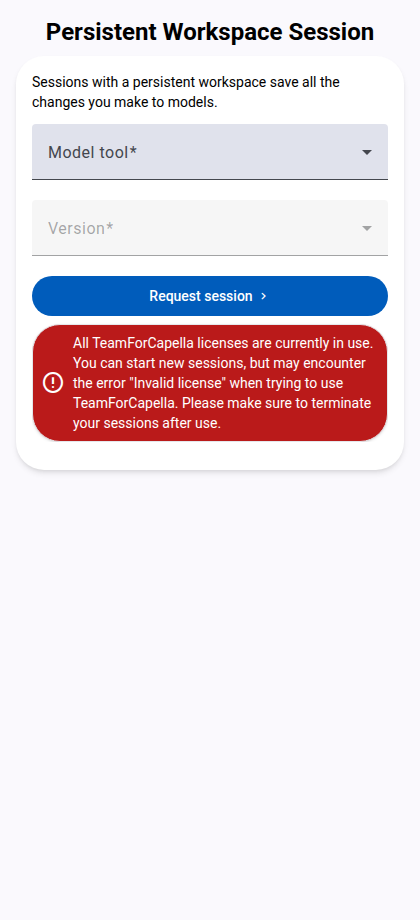 Persistent Workspace Session
Sessions with a persistent workspace save all the
changes you make to models.
Model tool*
Version*
Request session
All TeamForCapella licenses are currently in use.
You can start new sessions, but may encounter
the error "Invalid license" when trying to use
TeamForCapella. Please make sure to terminate
your sessions after use.